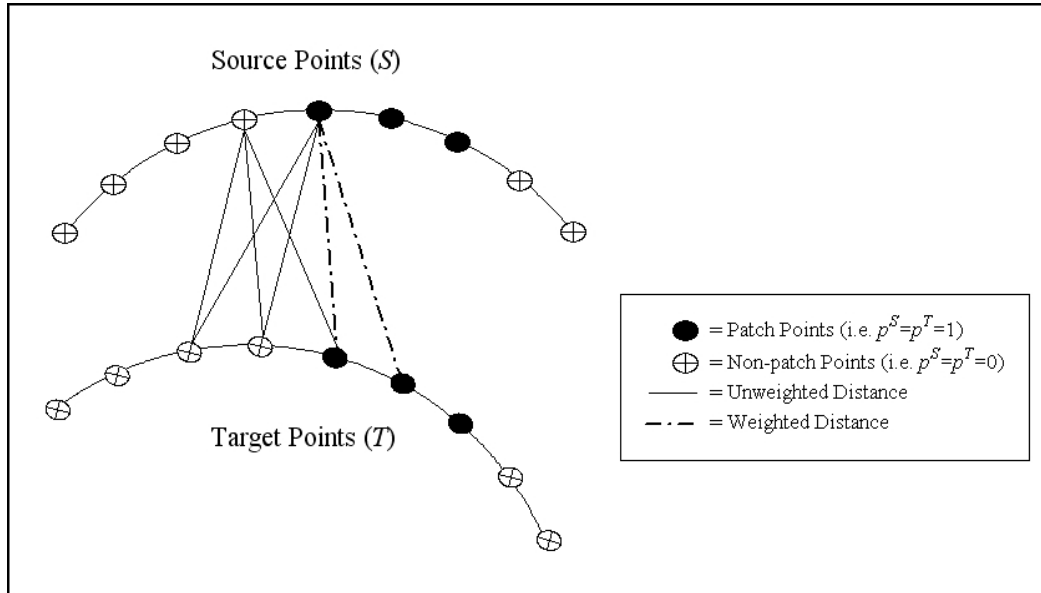 Source Points (S)
= Patch Points (i.e. p^S=p^T=1)
= Non-patch Points (i.e. p^S=p^T=0)
= Unweighted Distance
= Weighted Distance
Target Points (T)